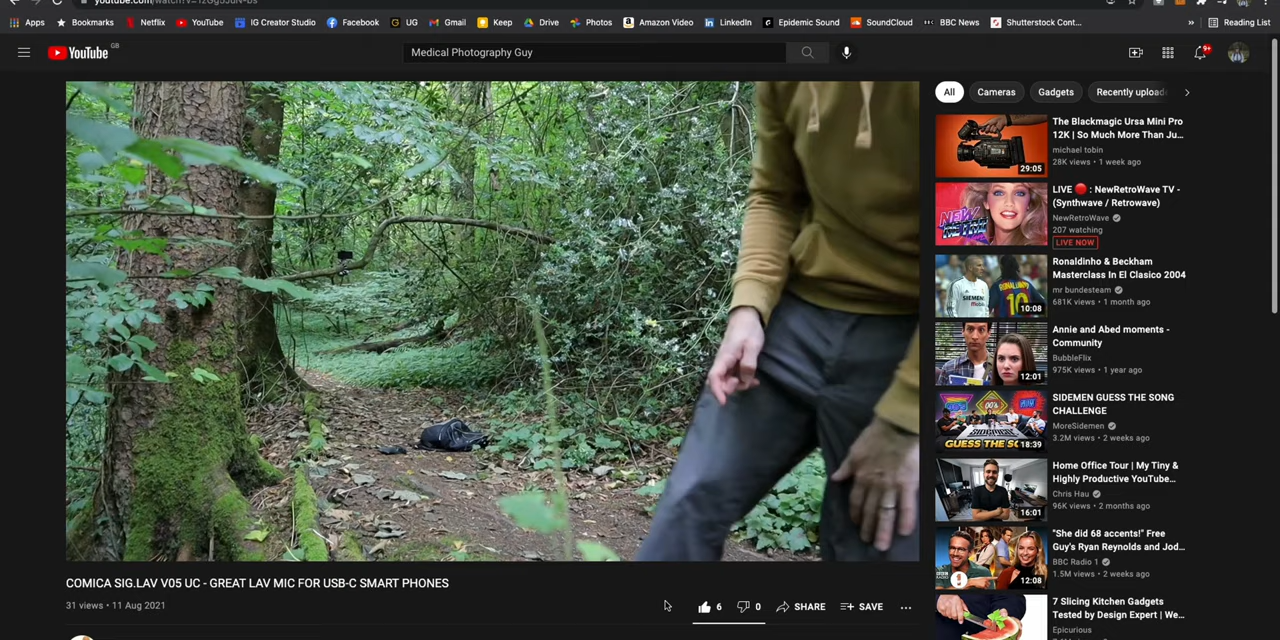 Apps Bookmarks Netflix YouTube IG Creator Studio Facebook UG Gmail Keep Drive Photos Amazon Video LinkedIn Epidemic Sound SoundCloud BBC News Shutterstock Cont... » Reading List
YouTube GB
Medical Photography Guy
9+
All Cameras Gadgets Recently upload
The Blackmagic Ursa Mini Pro
12K | So Much More Than Ju...
michael tobin
28K views • 1 week ago
29:05
LIVE 🔴 : NewRetroWave TV -
(Synthwave / Retrowave)
NewRetroWave
207 watching
LIVE NOW
Ronaldinho & Beckham
Masterclass In El Clasico 2004
mr bundesteam
681K views • 1 month ago
10:08
Annie and Abed moments -
Community
BubbleFlix
975K views • 1 year ago
12:01
SIDEMEN GUESS THE SONG
CHALLENGE
MoreSidemen
3.2M views • 2 weeks ago
18:39
Home Office Tour | My Tiny &
Highly Productive YouTube...
Chris Hau
96K views • 2 months ago
16:01
"She did 68 accents!" Free
Guy's Ryan Reynolds and Jod...
BBC Radio 1
1.5M views • 2 weeks ago
12:08
7 Slicing Kitchen Gadgets
Tested by Design Expert | We...
Epicurious
COMICA SIG.LAV V05 UC - GREAT LAV MIC FOR USB-C SMART PHONES
31 views • 11 Aug 2021
6 0 SHARE SAVE ...